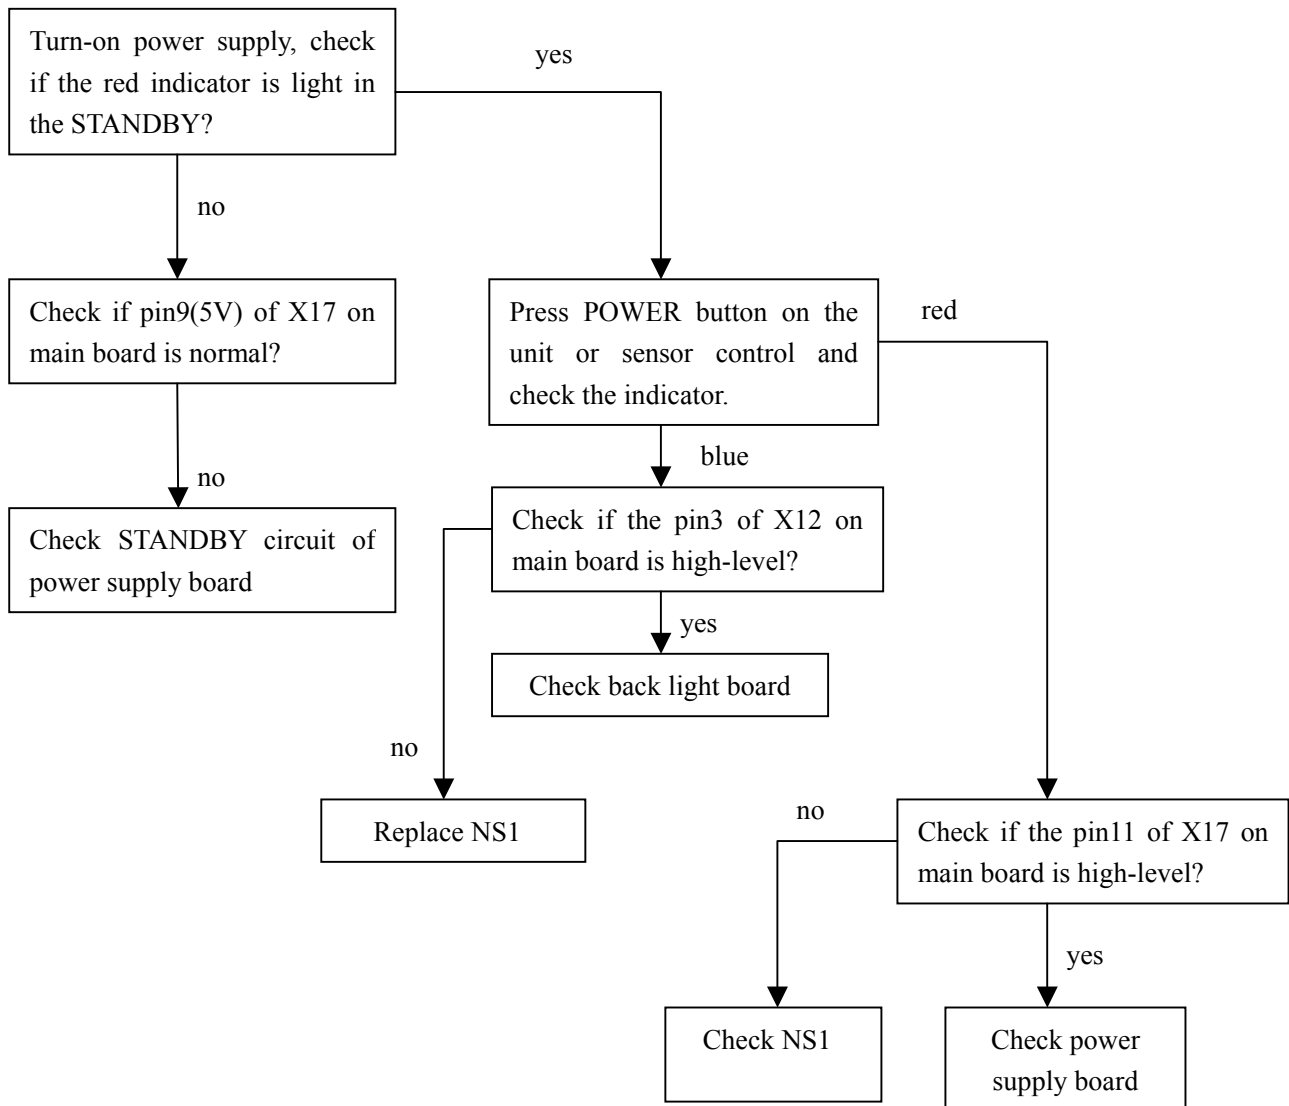 Turn-on power supply, check
if the red indicator is light in
the STANDBY?
yes
no
Check if pin9(5V) of X17 on
main board is normal?
Press POWER button on the
unit or sensor control and
check the indicator.
red
blue
no
Check STANDBY circuit of
power supply board
Check if the pin3 of X12 on
main board is high-level?
yes
Check back light board
no
Replace NS1
no
Check if the pin11 of X17 on
main board is high-level?
yes
Check NS1
Check power
supply board